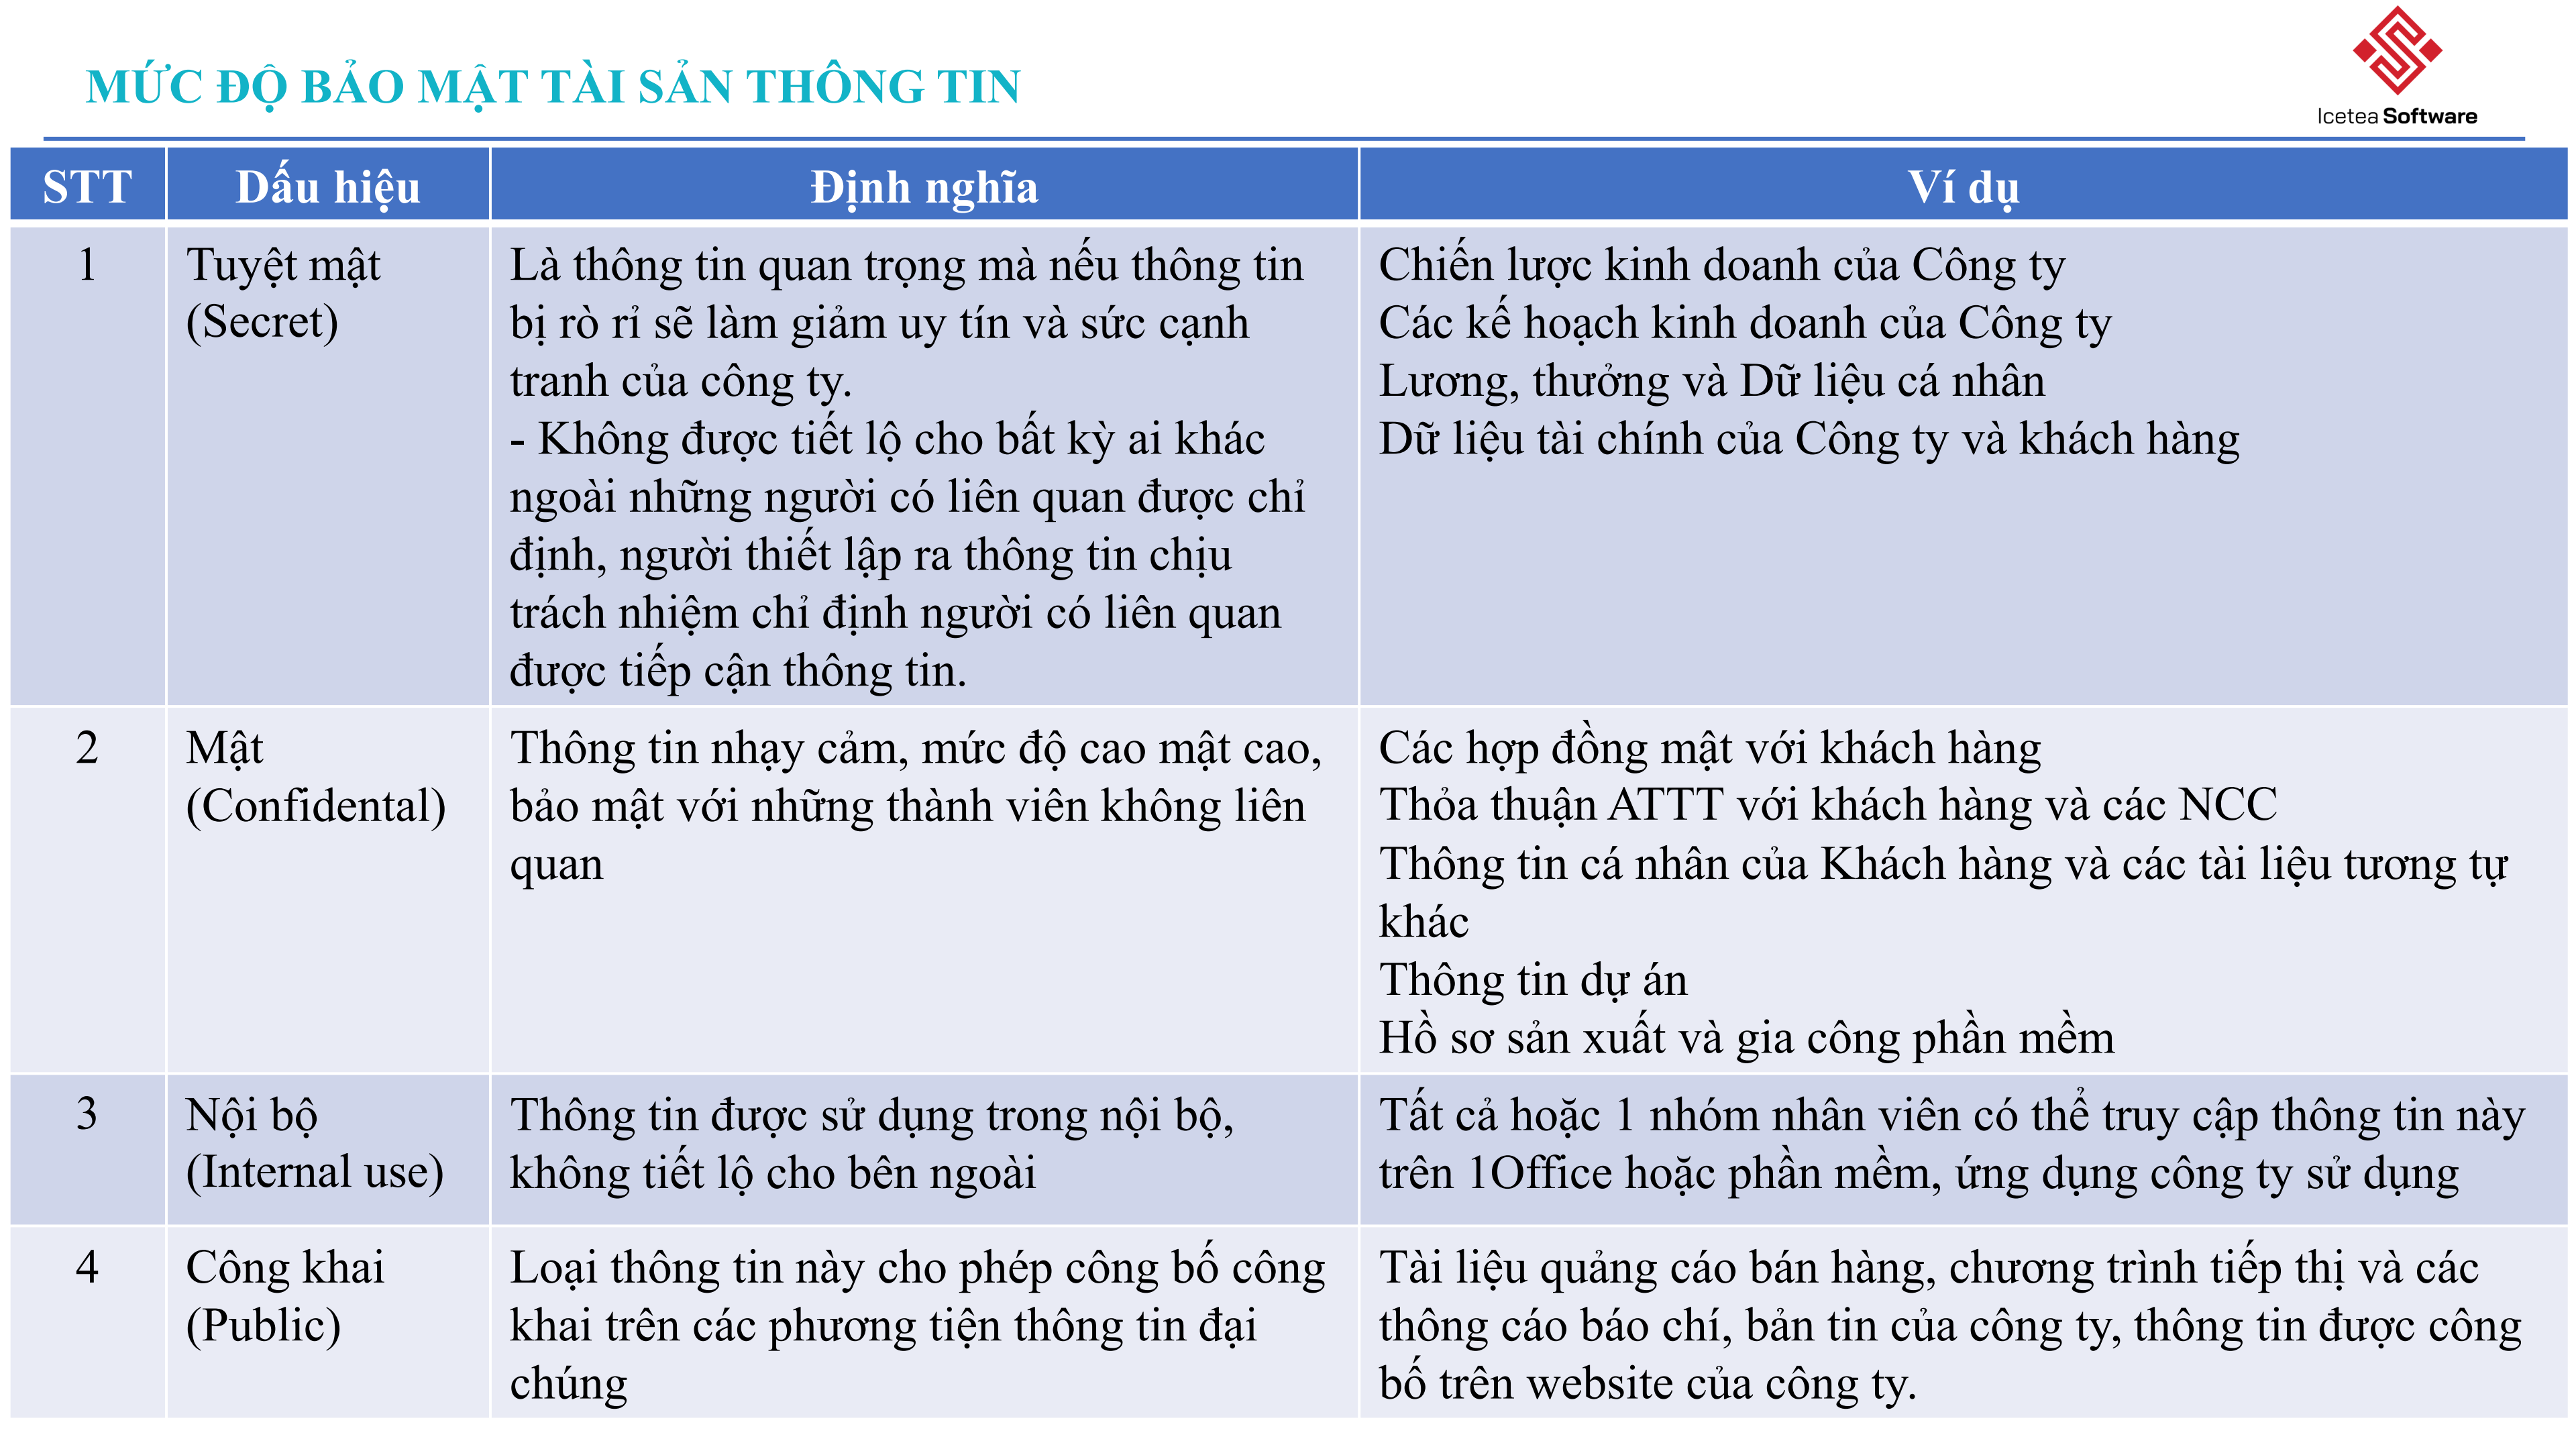 MỨC ĐỘ BẢO MẬT TÀI SẢN THÔNG TIN
Icetea Software
STT
Dấu hiệu
Định nghĩa
Ví dụ
1
Tuyệt mật
(Secret)
Là thông tin quan trọng mà nếu thông tin
bị rò rỉ sẽ làm giảm uy tín và sức cạnh
tranh của công ty.
- Không được tiết lộ cho bất kỳ ai khác
ngoài những người có liên quan được chỉ
định, người thiết lập ra thông tin chịu
trách nhiệm chỉ định người có liên quan
được tiếp cận thông tin.
Chiến lược kinh doanh của Công ty
Các kế hoạch kinh doanh của Công ty
Lương, thưởng và Dữ liệu cá nhân
Dữ liệu tài chính của Công ty và khách hàng
2
Mật
(Confidental)
Thông tin nhạy cảm, mức độ cao mật cao,
bảo mật với những thành viên không liên
quan
Các hợp đồng mật với khách hàng
Thỏa thuận ATTT với khách hàng và các NCC
Thông tin cá nhân của Khách hàng và các tài liệu tương tự
khác
Thông tin dự án
Hồ sơ sản xuất và gia công phần mềm
3
Nội bộ
(Internal use)
Thông tin được sử dụng trong nội bộ,
không tiết lộ cho bên ngoài
Tất cả hoặc 1 nhóm nhân viên có thể truy cập thông tin này
trên 1Office hoặc phần mềm, ứng dụng công ty sử dụng
4
Công khai
(Public)
Loại thông tin này cho phép công bố công
khai trên các phương tiện thông tin đại
chúng
Tài liệu quảng cáo bán hàng, chương trình tiếp thị và các
thông cáo báo chí, bản tin của công ty, thông tin được công
bố trên website của công ty.